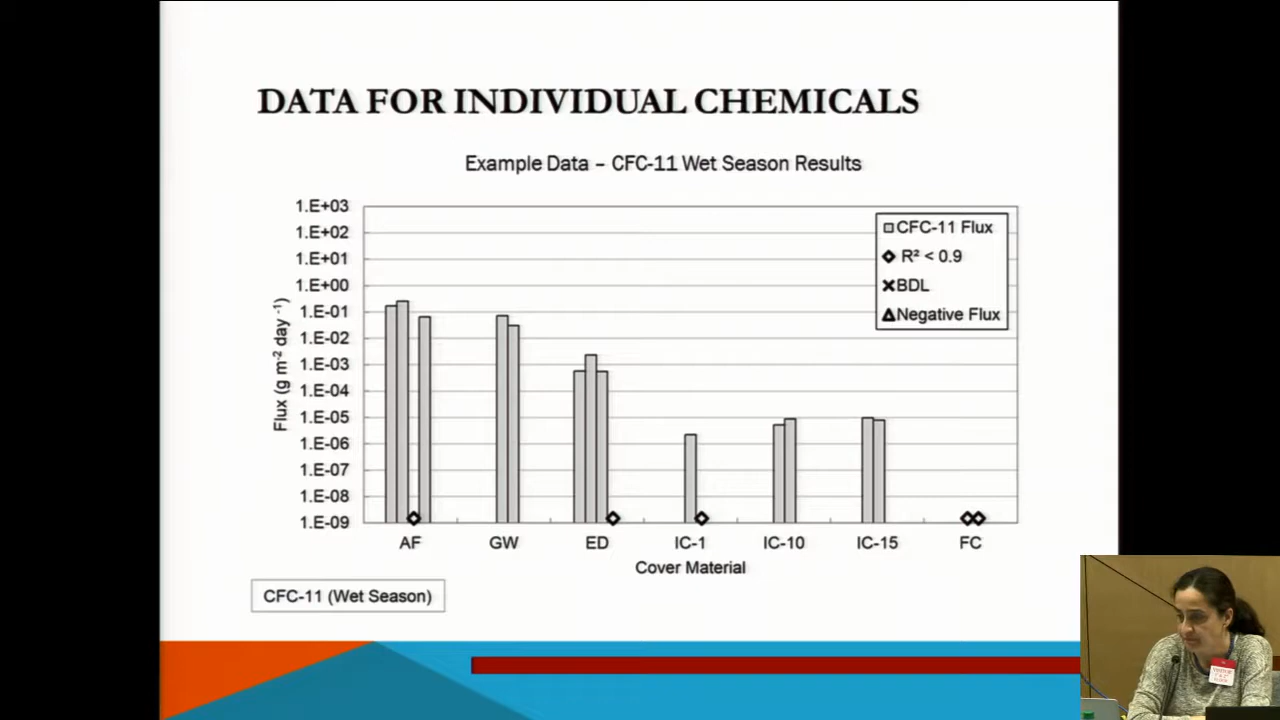 DATA FOR INDIVIDUAL CHEMICALS
Example Data – CFC-11 Wet Season Results
1.E+03
1.E+02
1.E+01
1.E+00
1.E-01
1.E-02
1.E-03
1.E-04
1.E-05
1.E-06
1.E-07
1.E-08
1.E-09
Flux (g m⁻² day ⁻¹)
CFC-11 Flux
R² < 0.9
BDL
Negative Flux
AF GW ED IC-1 IC-10 IC-15 FC
Cover Material
CFC-11 (Wet Season)